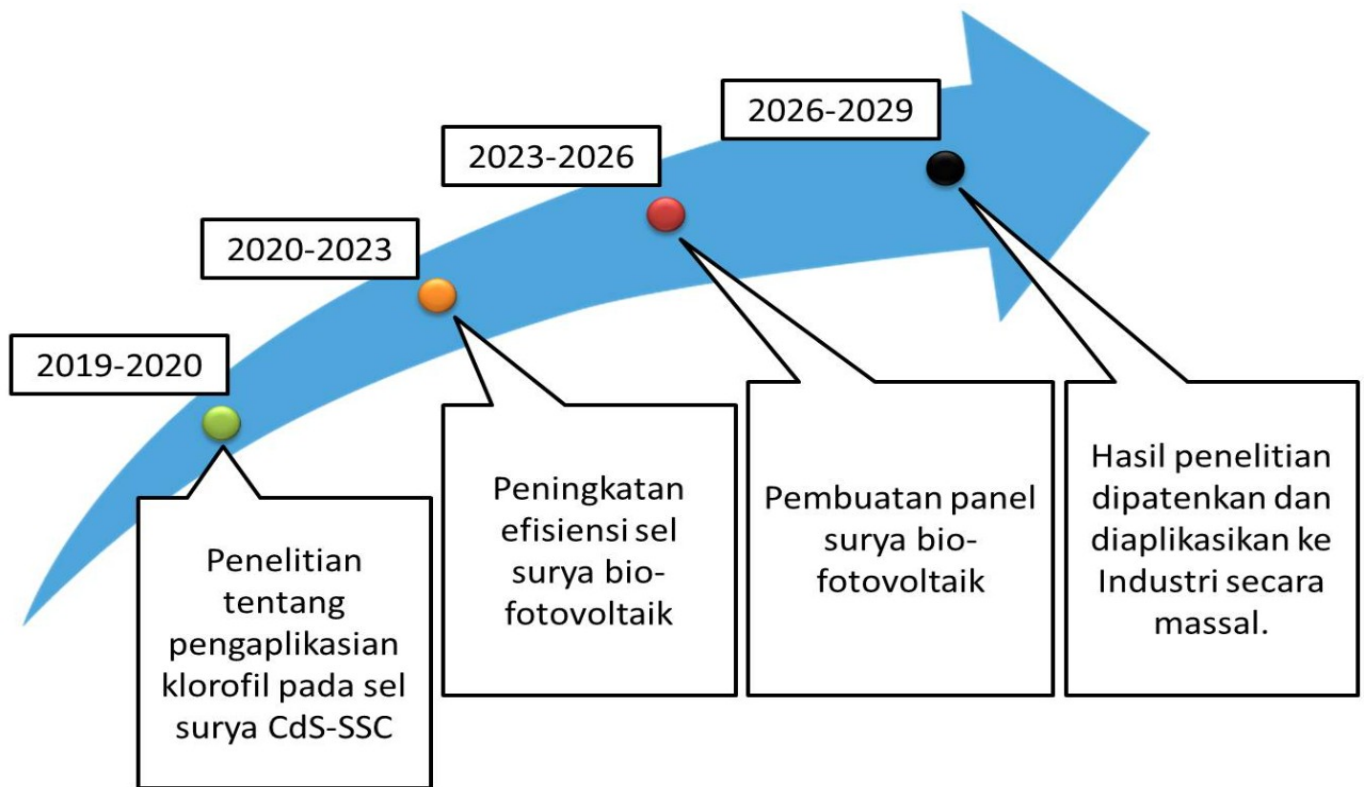 2019-2020
Penelitian
tentang
pengaplikasian
klorofil pada sel
surya CdS-SSC
2020-2023
Peningkatan
efisiensi sel
surya bio-
fotovoltaik
2023-2026
Pembuatan panel
surya bio-
fotovoltaik
2026-2029
Hasil penelitian
dipatenkan dan
diaplikasikan ke
Industri secara
massal.